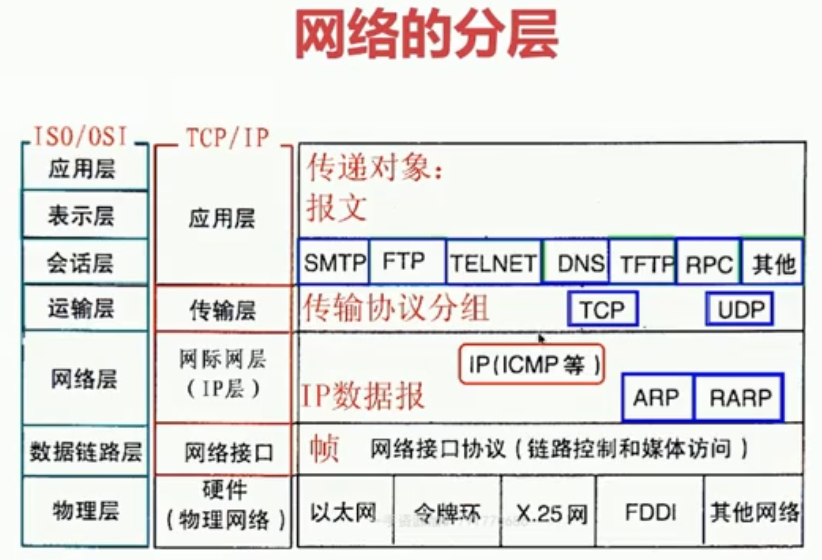 网络的分层
ISO/OSI
TCP/IP
应用层
表示层
会话层
运输层
网络层
数据链路层
物理层
应用层
传输层
网际网层
(IP层)
网络接口
硬件
(物理网络)
传递对象:
报文
SMTP FTP TELNET DNS TFTP RPC 其他
传输协议分组 TCP UDP
IP(ICMP等)
IP数据报 ARP RARP
帧 网络接口协议(链路控制和媒体访问)
以太网 令牌环 X.25网 FDDI 其他网络